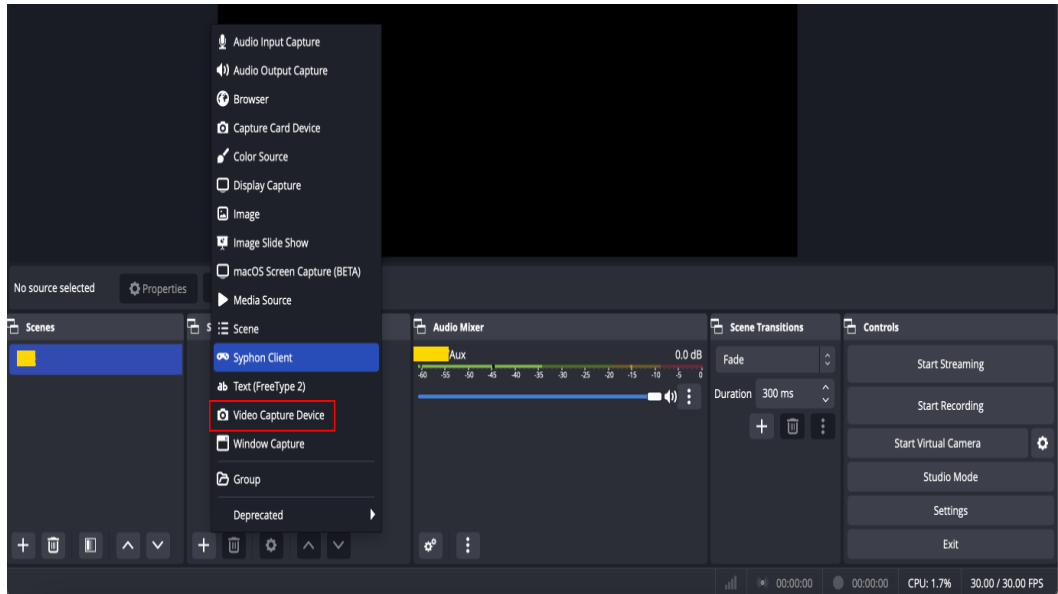 Audio Input Capture
Audio Output Capture
Browser
Capture Card Device
Color Source
Display Capture
Image
Image Slide Show
macOS Screen Capture (BETA)
Media Source
Scene
Syphon Client
ab Text (FreeType 2)
Video Capture Device
Window Capture
Group
Deprecated
No source selected
Properties
Scenes
S
Audio Mixer
Aux
0.0 dB
-60 -55 -50 -45 -40 -35 -30 -25 -20 -15 -10 -5 0
Scene Transitions
Fade
Duration 300 ms
Controls
Start Streaming
Start Recording
Start Virtual Camera
Studio Mode
Settings
Exit
00:00:00 00:00:00 CPU: 1.7% 30.00 / 30.00 FPS